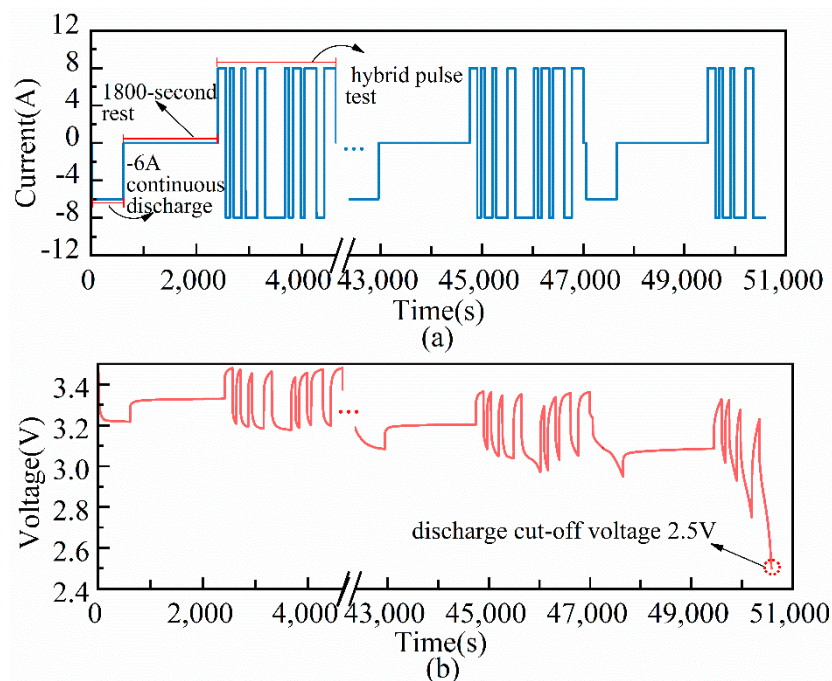 12
8
4
0
-4
-8
-12
Current(A)
1800-second
rest
-6A
continuous
discharge
hybrid pulse
test
...
0
2,000
4,000
43,000
45,000
47,000
49,000
51,000
Time(s)
(a)
3.4
3.2
3.0
2.8
2.6
2.4
Voltage(V)
...
discharge cut-off voltage 2.5V
0
2,000
4,000
43,000
45,000
47,000
49,000
51,000
Time(s)
(b)